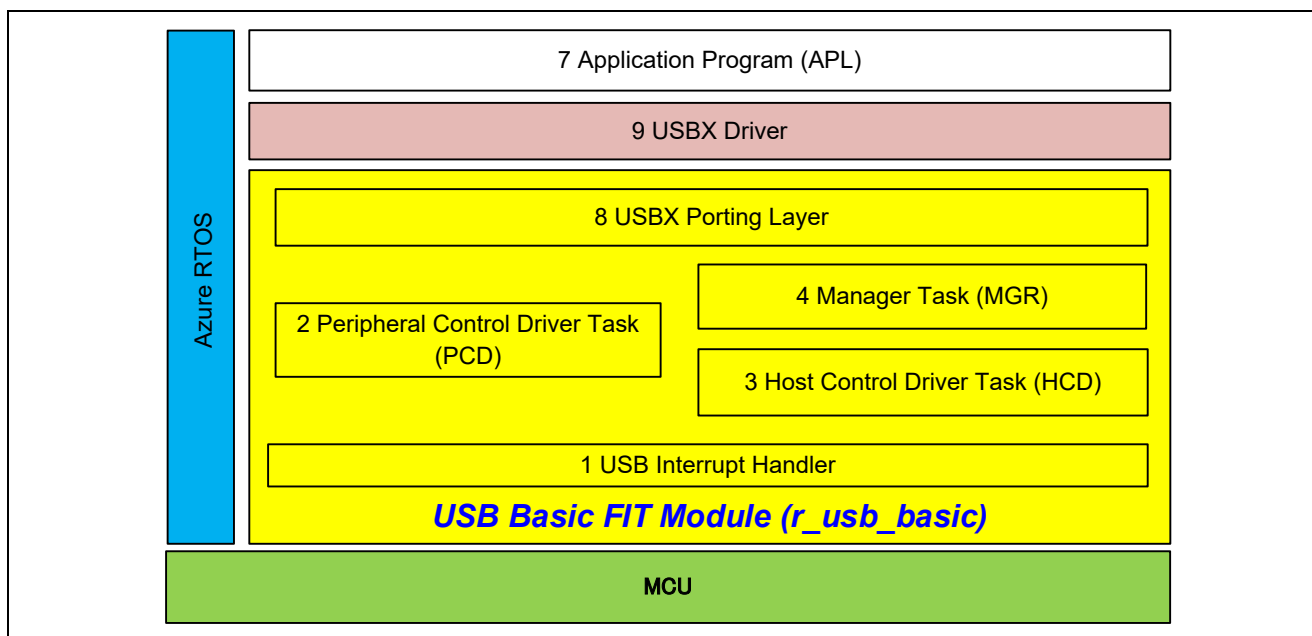 7 Application Program (APL)
9 USBX Driver
Azure RTOS
8 USBX Porting Layer
4 Manager Task (MGR)
2 Peripheral Control Driver Task
(PCD)
3 Host Control Driver Task (HCD)
1 USB Interrupt Handler
USB Basic FIT Module (r_usb_basic)
MCU